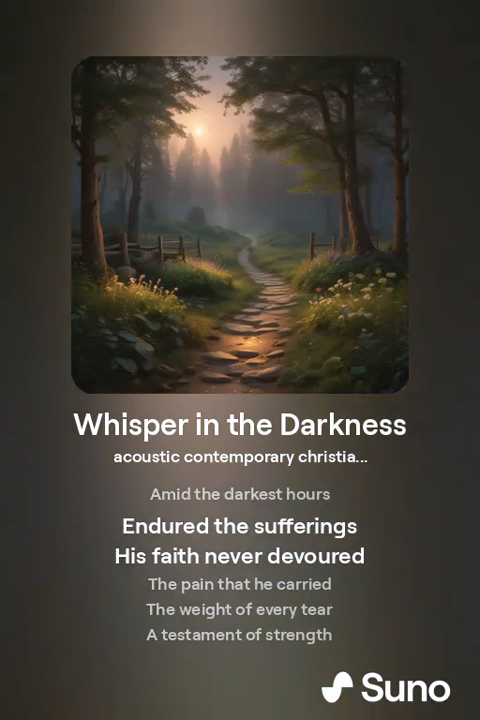 Whisper in the Darkness
acoustic contemporary christia...
Amid the darkest hours
Endured the sufferings
His faith never devoured
The pain that he carried
The weight of every tear
A testament of strength
Suno